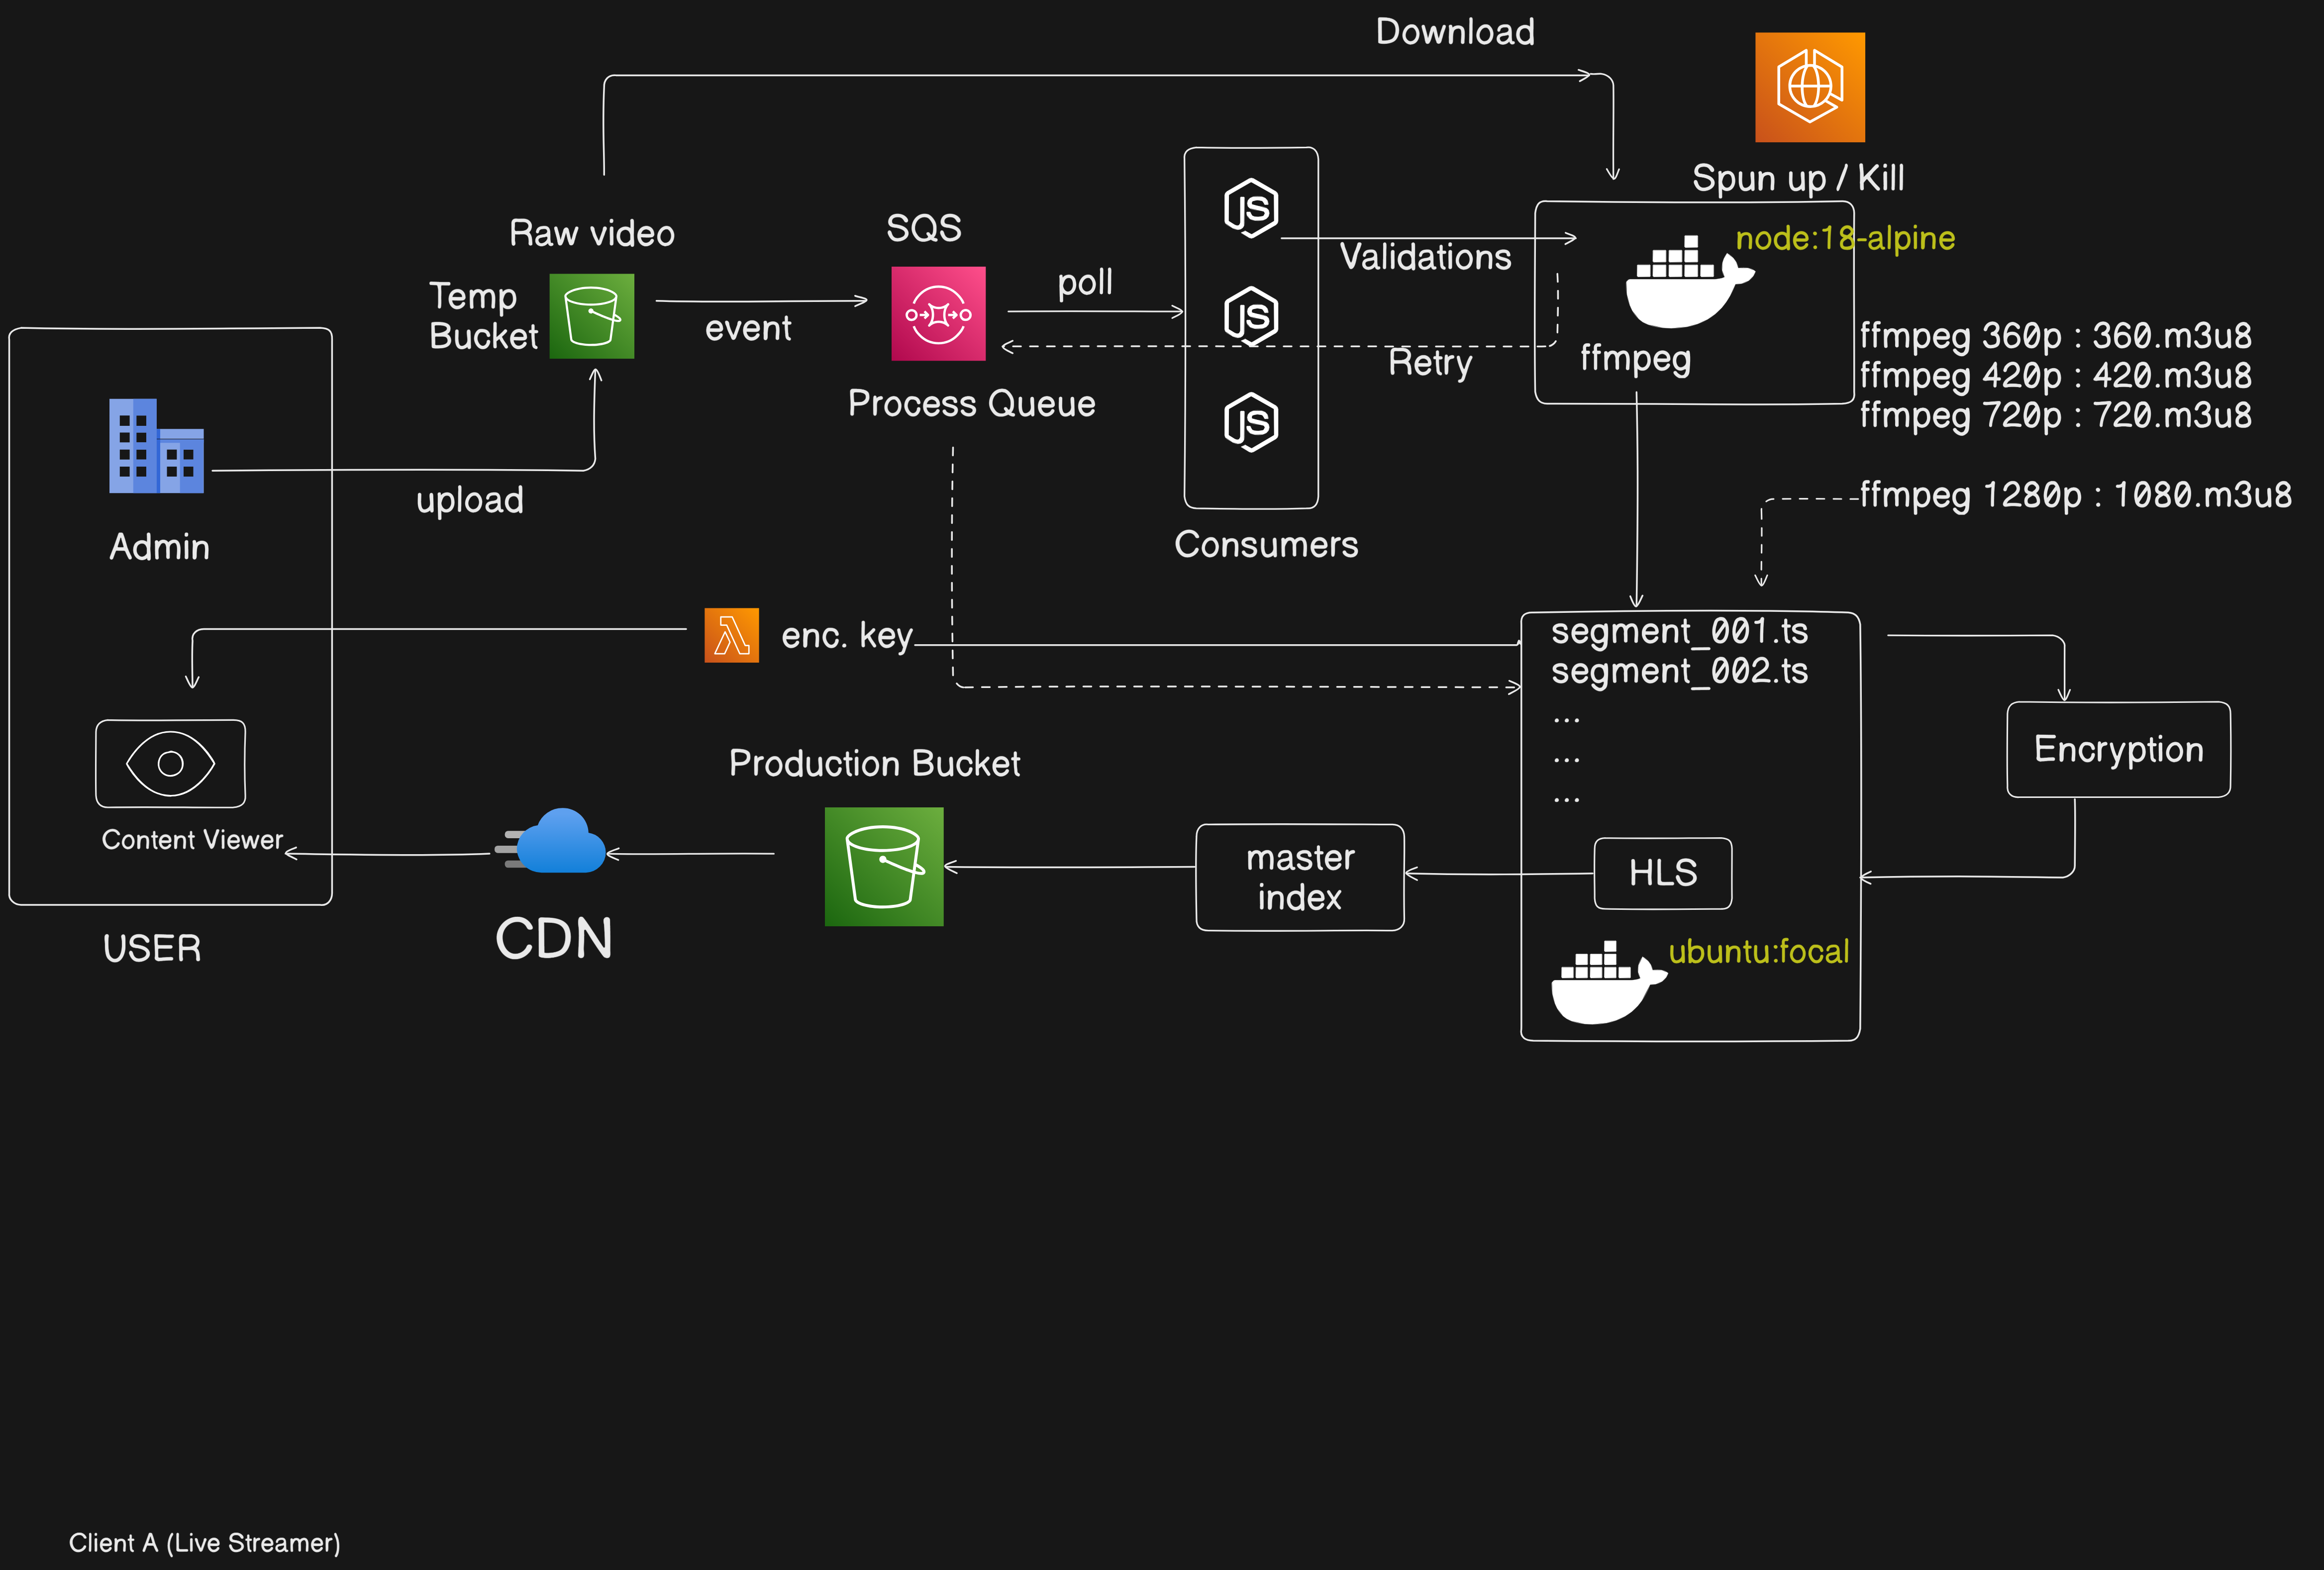 Download
Spun up / Kill
Raw video
SQS
node:18-alpine
Temp
Bucket
event
poll
Validations
Retry
ffmpeg
Process Queue
JS
JS
JS
Consumers
ffmpeg 360p : 360.m3u8
ffmpeg 420p : 420.m3u8
ffmpeg 720p : 720.m3u8
ffmpeg 1280p : 1080.m3u8
upload
Admin
enc. key
segment_001.ts
segment_002.ts
...
...
...
Encryption
Production Bucket
Content Viewer
master
index
HLS
USER
CDN
ubuntu:focal
Client A (Live Streamer)